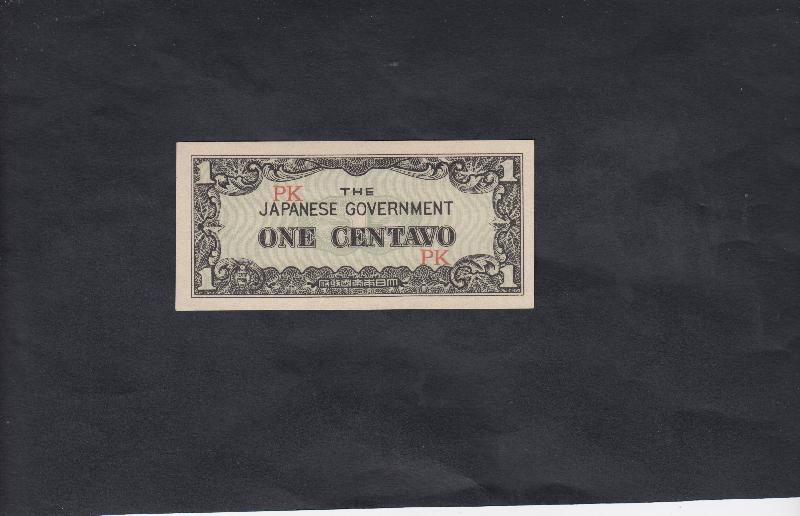 1 1
PK THE
JAPANESE GOVERNMENT
ONE CENTAVO
PK
1 1